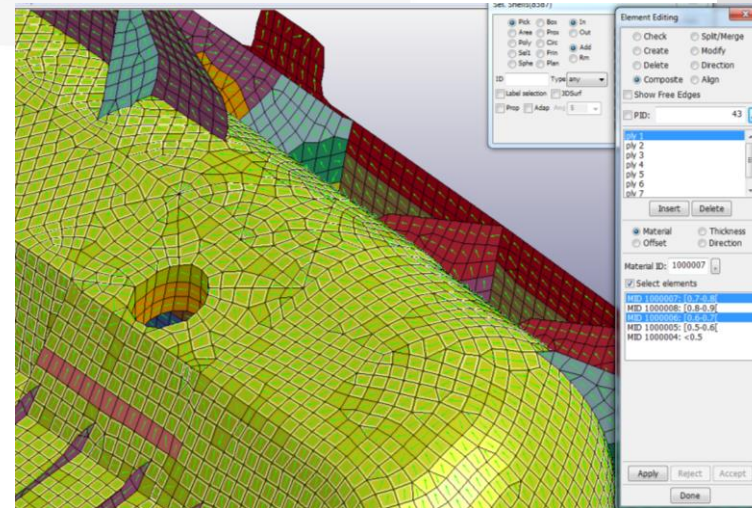 Sel. Shells(8587)
Pick Box In
Area Prox Out
Poly Circ
Sel1 Frin Add
Sphe Plan Rm
ID Type any
Label selection 3DSurf
Prop Adap Ang 5
Element Editing
Check Split/Merge
Create Modify
Delete Direction
Composite Align
Show Free Edges
PID: 43
ply 1
ply 2
ply 3
ply 4
ply 5
ply 6
ply 7
Insert Delete
Material Thickness
Offset Direction
Material ID: 1000007 .
Select elements
MID 1000007: [0.7-0.8[
MID 1000008: [0.8-0.9[
MID 1000006: [0.6-0.7[
MID 1000005: [0.5-0.6[
MID 1000004: <0.5
Apply Reject Accept
Done